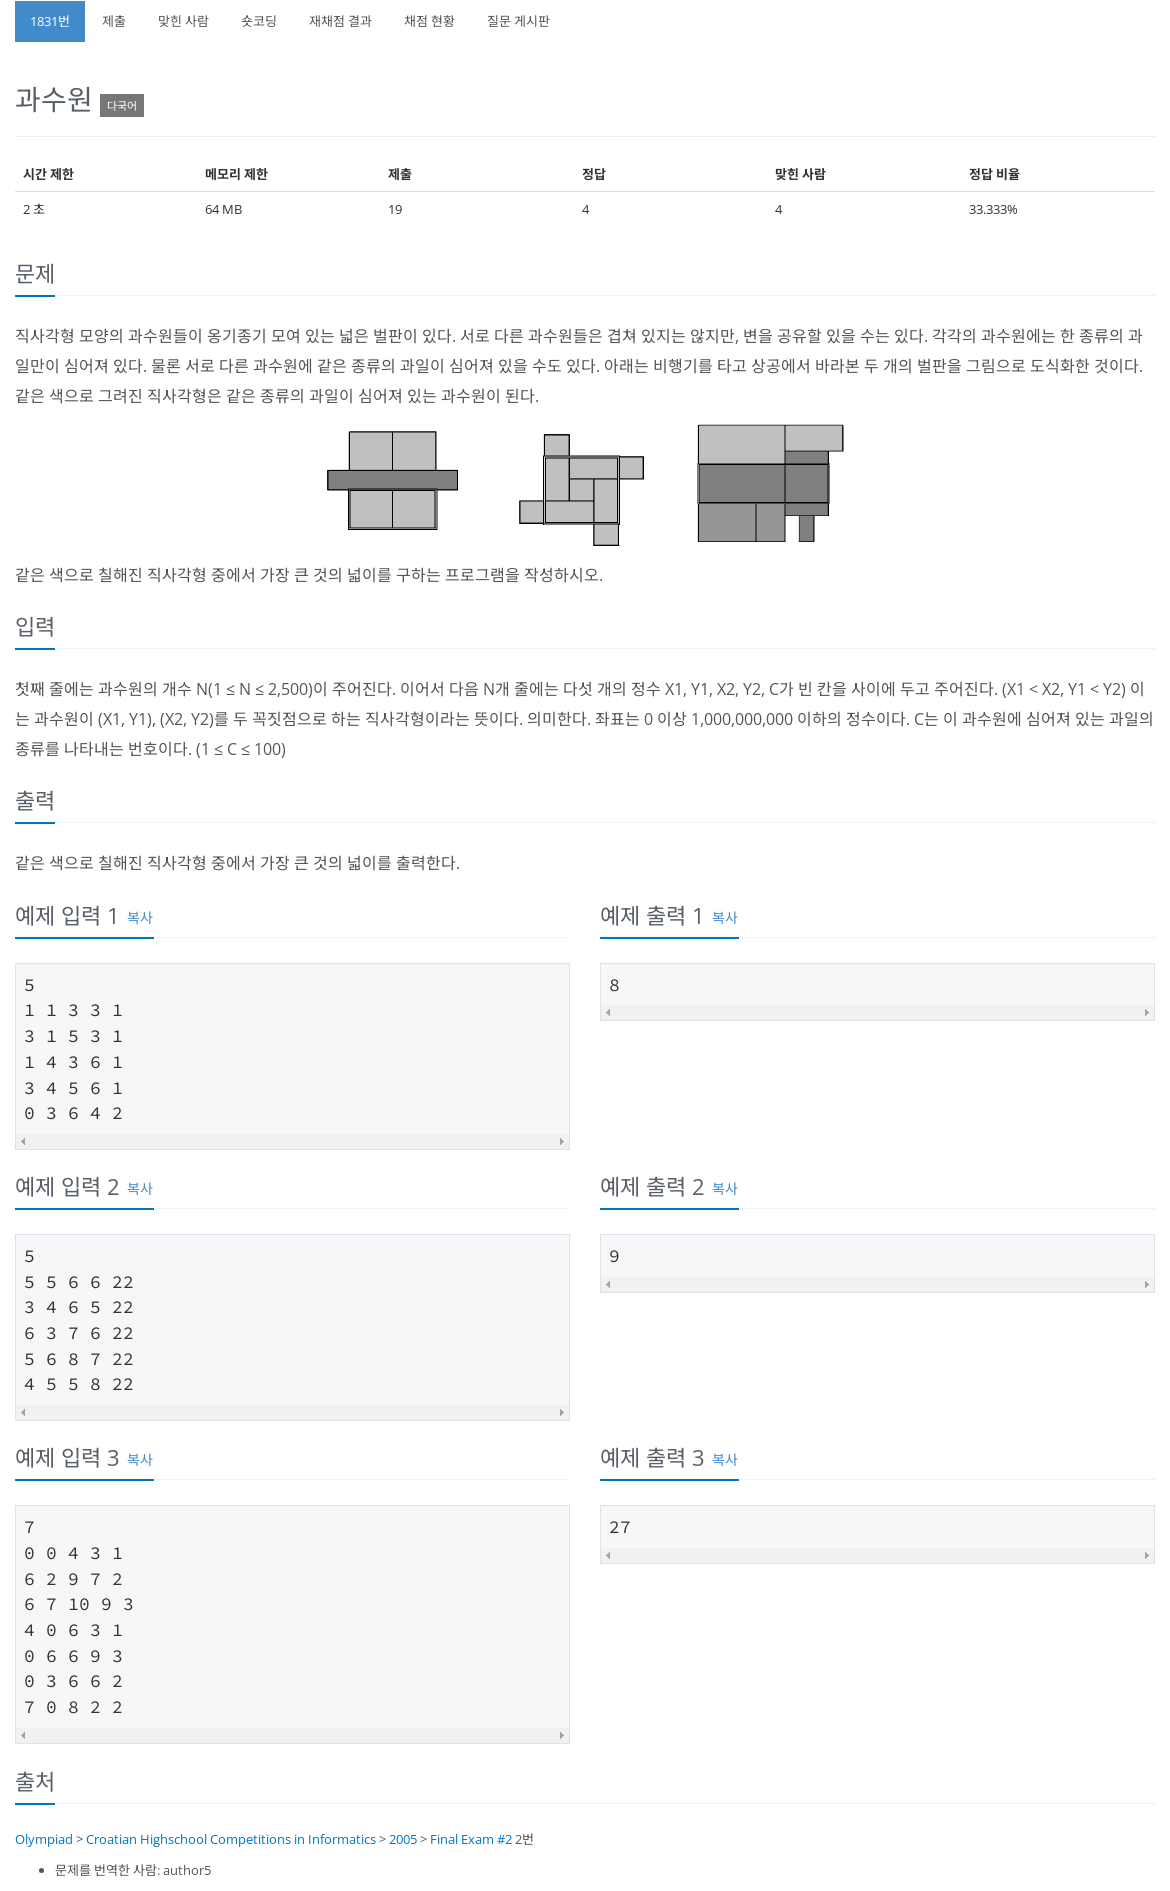 1831번 제출 맞힌 사람 숏코딩 재채점 결과 채점 현황 질문 게시판
과수원 다국어
시간 제한 메모리 제한 제출 정답 맞힌 사람 정답 비율
2 초 64 MB 19 4 4 33.333%
문제
직사각형 모양의 과수원들이 옹기종기 모여 있는 넓은 벌판이 있다. 서로 다른 과수원들은 겹쳐 있지는 않지만, 변을 공유할 있을 수는 있다. 각각의 과수원에는 한 종류의 과
일만이 심어져 있다. 물론 서로 다른 과수원에 같은 종류의 과일이 심어져 있을 수도 있다. 아래는 비행기를 타고 상공에서 바라본 두 개의 벌판을 그림으로 도식화한 것이다.
같은 색으로 그려진 직사각형은 같은 종류의 과일이 심어져 있는 과수원이 된다.
같은 색으로 칠해진 직사각형 중에서 가장 큰 것의 넓이를 구하는 프로그램을 작성하시오.
입력
첫째 줄에는 과수원의 개수 N(1 ≤ N ≤ 2,500)이 주어진다. 이어서 다음 N개 줄에는 다섯 개의 정수 X1, Y1, X2, Y2, C가 빈 칸을 사이에 두고 주어진다. (X1 < X2, Y1 < Y2) 이
는 과수원이 (X1, Y1), (X2, Y2)를 두 꼭짓점으로 하는 직사각형이라는 뜻이다. 의미한다. 좌표는 0 이상 1,000,000,000 이하의 정수이다. C는 이 과수원에 심어져 있는 과일의
종류를 나타내는 번호이다. (1 ≤ C ≤ 100)
출력
같은 색으로 칠해진 직사각형 중에서 가장 큰 것의 넓이를 출력한다.
예제 입력 1 복사
5
1 1 3 3 1
3 1 5 3 1
1 4 3 6 1
3 4 5 6 1
0 3 6 4 2
예제 출력 1 복사
8
예제 입력 2 복사
5
5 5 6 6 22
3 4 6 5 22
6 3 7 6 22
5 6 8 7 22
4 5 5 8 22
예제 출력 2 복사
9
예제 입력 3 복사
7
0 0 4 3 1
6 2 9 7 2
6 7 10 9 3
4 0 6 3 1
0 6 6 9 3
0 3 6 6 2
7 0 8 2 2
예제 출력 3 복사
27
출처
Olympiad > Croatian Highschool Competitions in Informatics > 2005 > Final Exam #2 2번
• 문제를 번역한 사람: author5